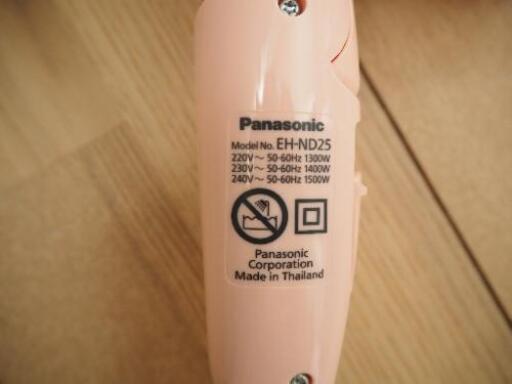 Panasonic
Model No. EH-ND25
220V～ 50-60Hz 1300W
230V～ 50-60Hz 1400W
240V～ 50-60Hz 1500W
Panasonic
Corporation
Made in Thailand